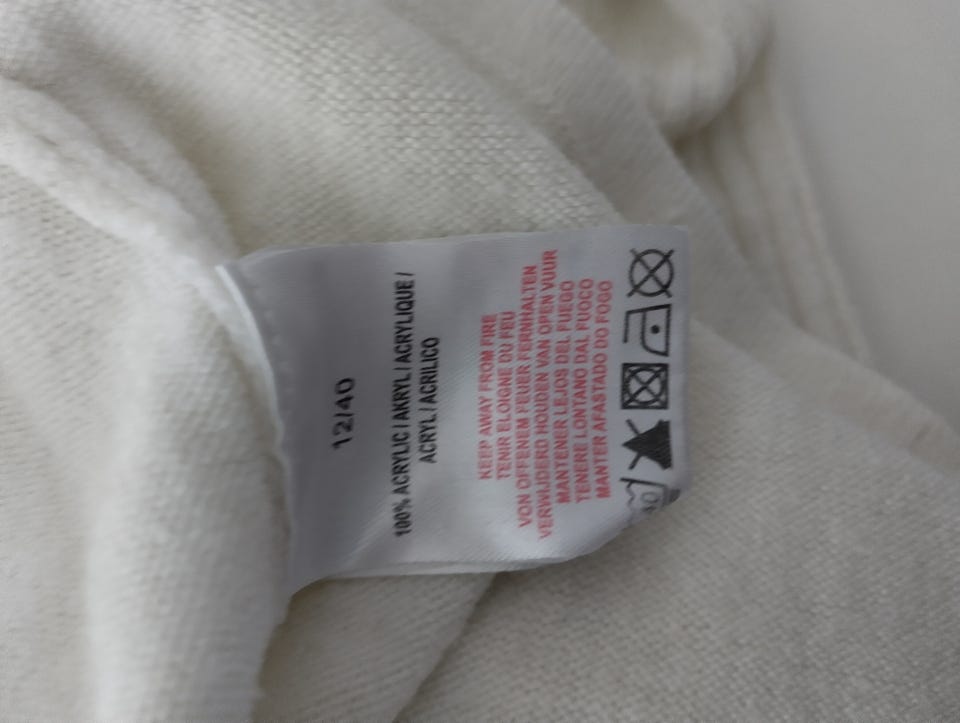 12/40
100% ACRYLIC / AKRYL / ACRYLIQUE /
ACRYL / ACRILICO
KEEP AWAY FROM FIRE
TENIR ELOIGNE DU FEU
VON OFFENEM FEUER FERNHALTEN
VERWIJDERD HOUDEN VAN OPEN VUUR
MANTENER LEJOS DEL FUEGO
TENERE LONTANO DAL FUOCO
MANTER AFASTADO DO FOGO
40